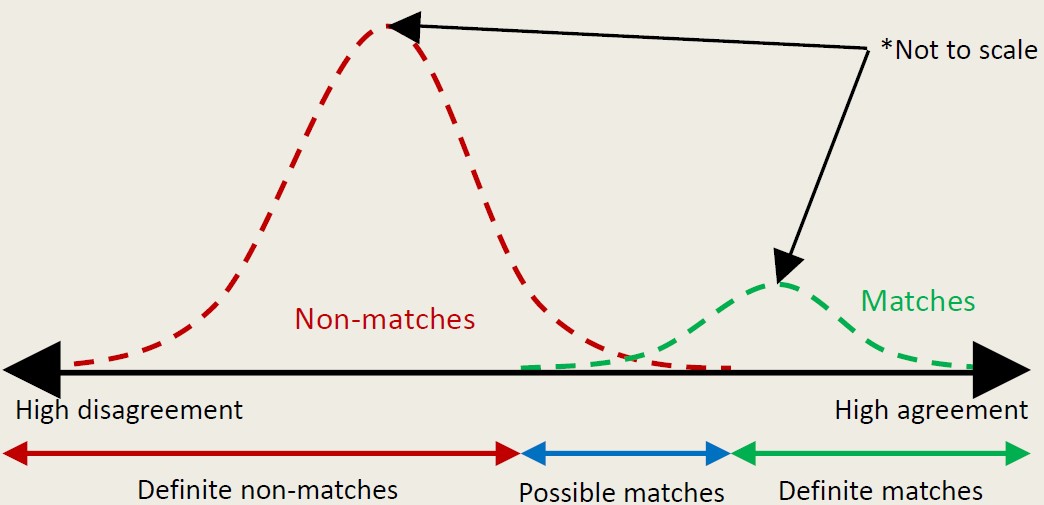 *Not to scale
Matches
Non-matches
High disagreement
High agreement
Definite non-matches
Possible matches
Definite matches